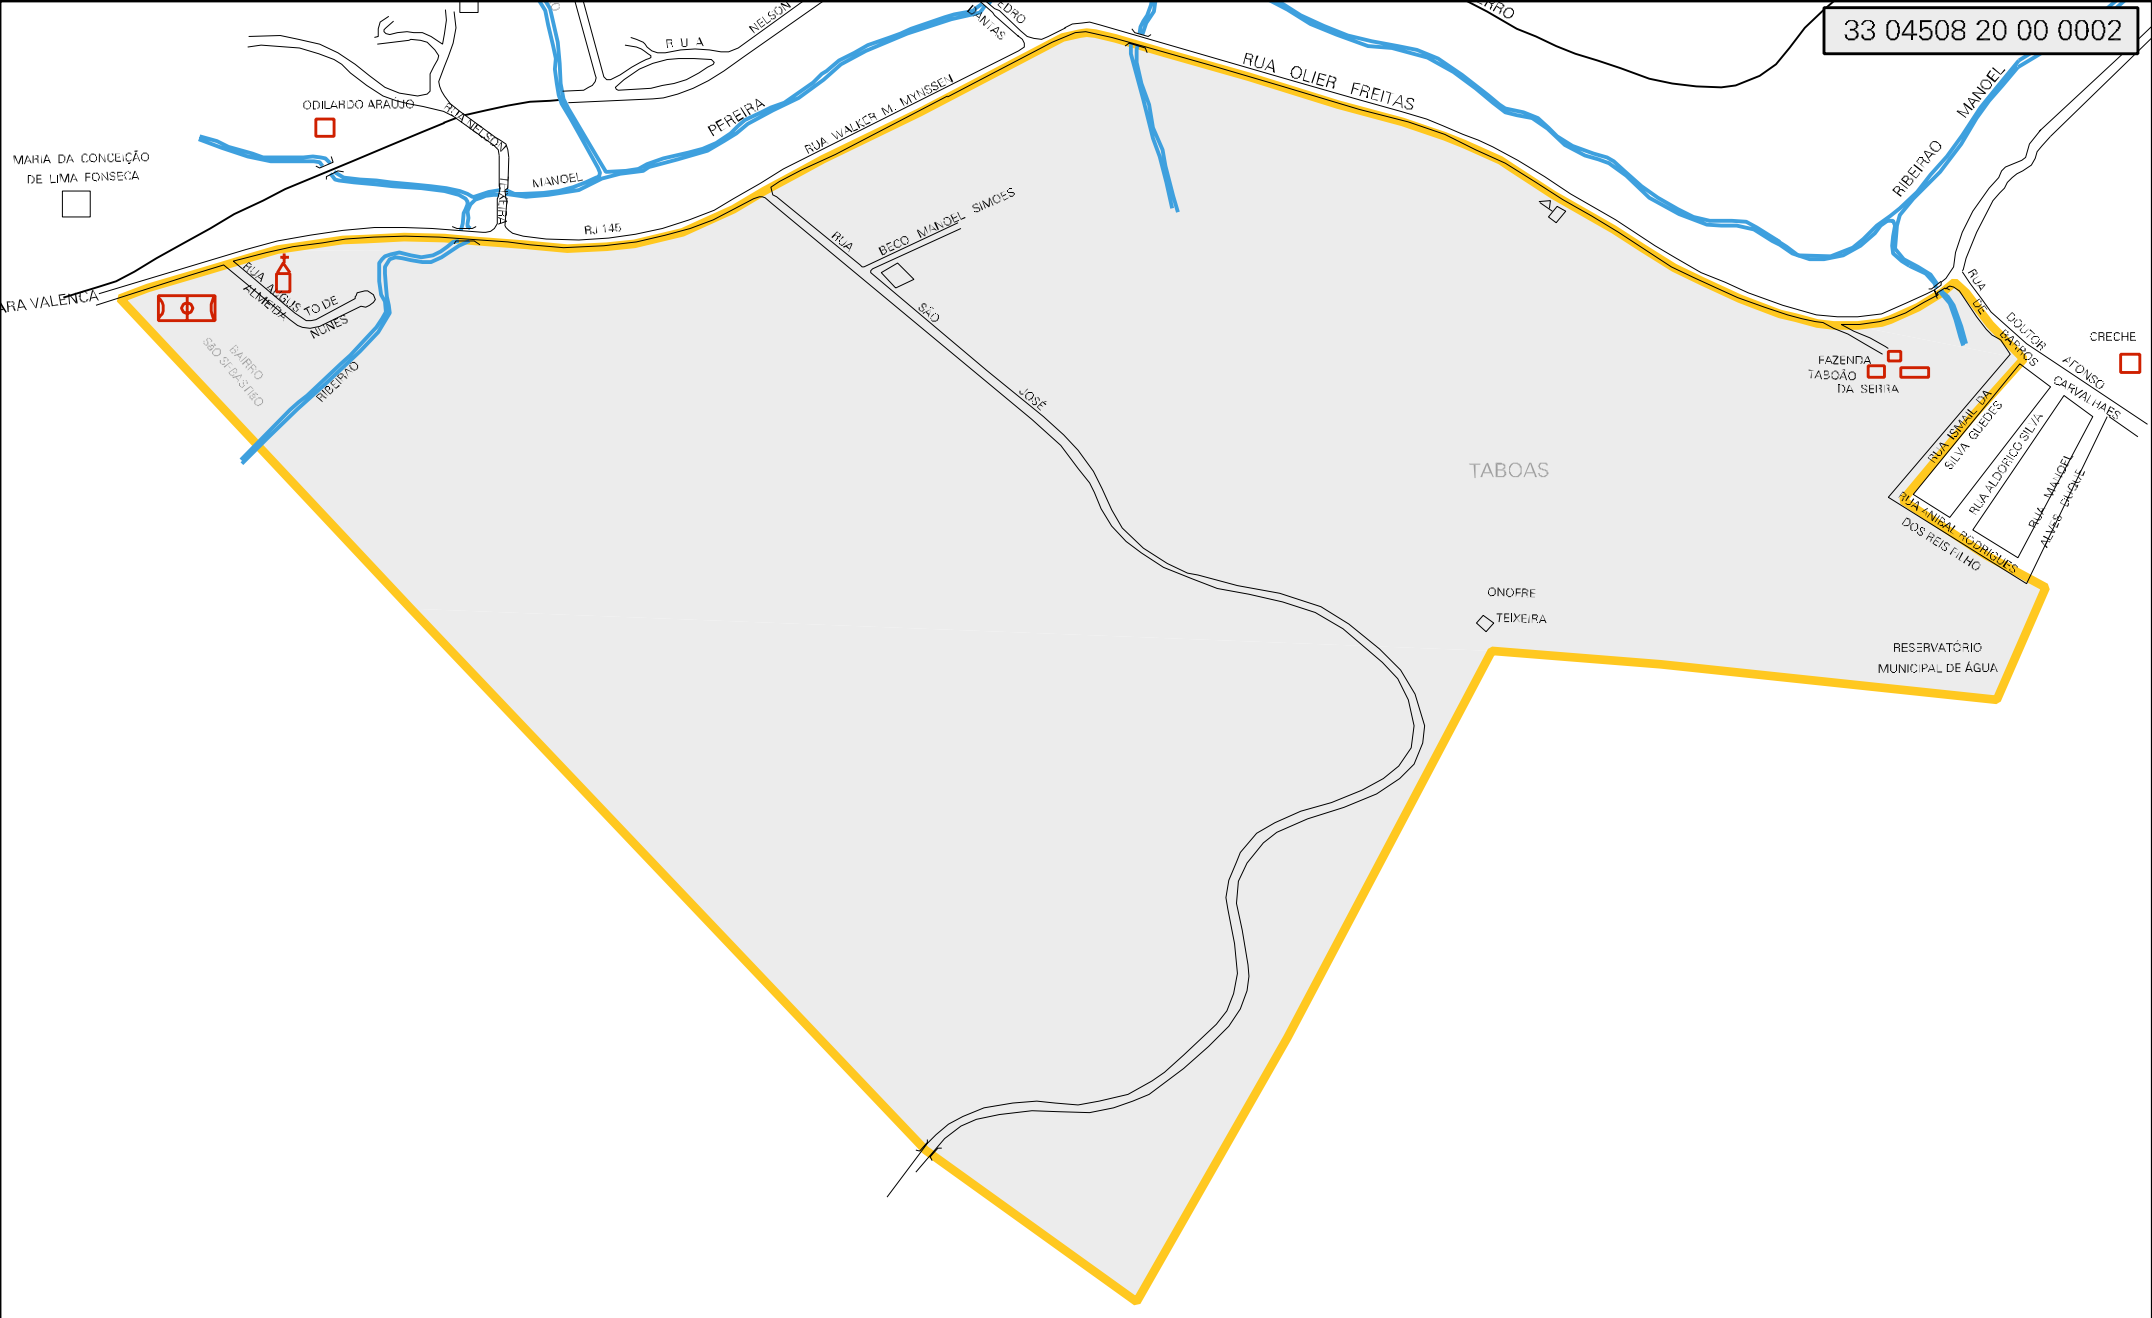 33 04508 20 00 0002
NELSON
DANTAS
RUA
RUA OLIER FREITAS
MANOEL
RIBEIRAO
ODILARDO ARAÚJO
RUA NELSON
TEIXEIRA
PEREIRA
RUA WALKER M. MYNSSEN
MARIA DA CONCEIÇÃO
DE LIMA FONSECA
MANOEL
RJ 145
BECO MANOEL SIMOES
RUA
SÃO
JOSÉ
RUA AUGUSTO DE
ALMEIDA
NUNES
BAIRRO
SÃO SEBASTIÃO
RIBEIRAO
RUA
DE
DOUTOR
BARROS
AFONSO
CARVALHAES
CRECHE
FAZENDA
TABOÃO
DA SERRA
RUA ISMAIL DA
SILVA GUEDES
RUA ALDORICO SILVA
RUA MANOEL
ALVES DUQUE
RUA ANIBAL RODRIGUES
DOS REIS FILHO
TABOAS
ONOFRE
TEIXEIRA
RESERVATÓRIO
MUNICIPAL DE ÁGUA